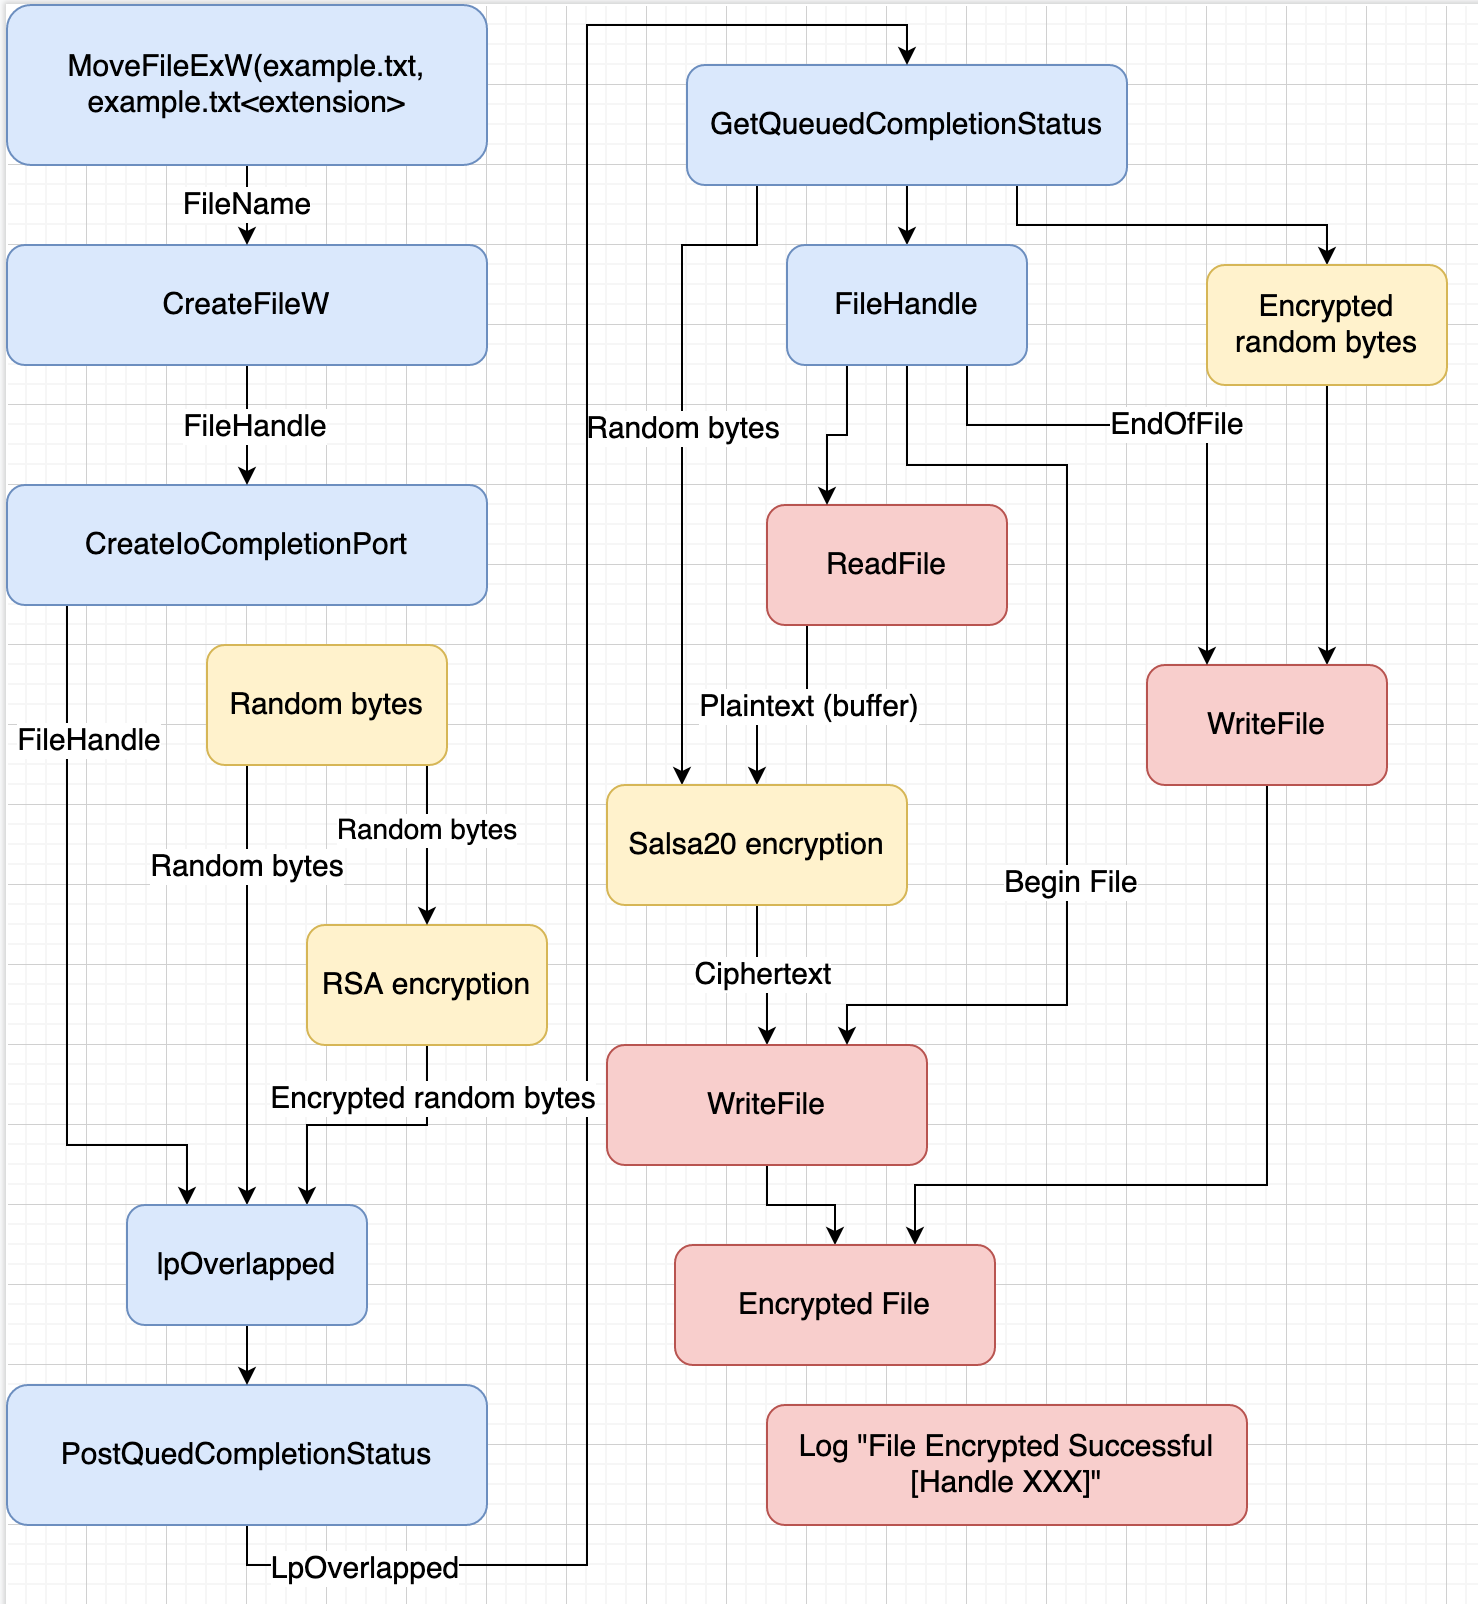 MoveFileExW(example.txt,
example.txt<extension>
FileName
CreateFileW
FileHandle
CreateIoCompletionPort
FileHandle
Random bytes
Random bytes
Random bytes
RSA encryption
Encrypted random bytes
lpOverlapped
PostQuedCompletionStatus
LpOverlapped
GetQueuedCompletionStatus
FileHandle
Encrypted
random bytes
Random bytes
EndOfFile
ReadFile
Plaintext (buffer)
WriteFile
Salsa20 encryption
Begin File
Ciphertext
WriteFile
Encrypted File
Log "File Encrypted Successful
[Handle XXX]"